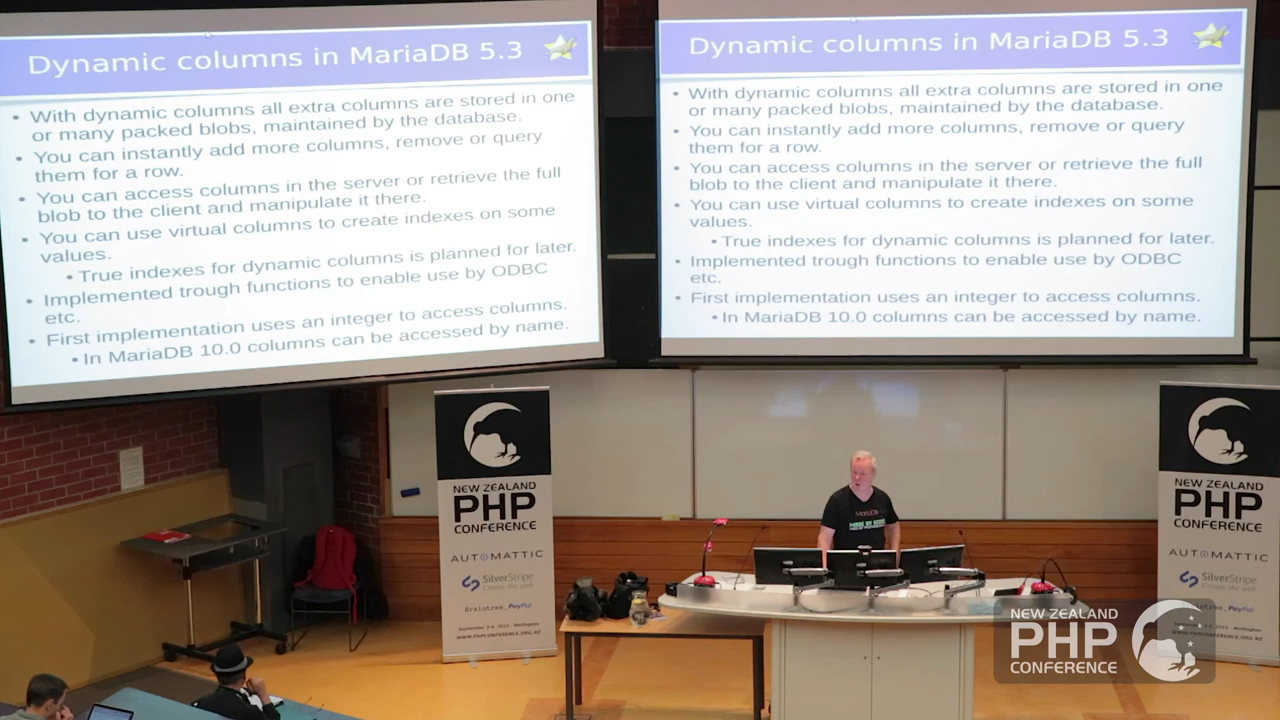 Dynamic columns in MariaDB 5.3
• With dynamic columns all extra columns are stored in one
or many packed blobs, maintained by the database.
• You can instantly add more columns, remove or query
them for a row.
• You can access columns in the server or retrieve the full
blob to the client and manipulate it there.
• You can use virtual columns to create indexes on some
values.
• True indexes for dynamic columns is planned for later.
• Implemented trough functions to enable use by ODBC
etc.
• First implementation uses an integer to access columns.
• In MariaDB 10.0 columns can be accessed by name.
Dynamic columns in MariaDB 5.3
• With dynamic columns all extra columns are stored in one
or many packed blobs, maintained by the database.
• You can instantly add more columns, remove or query
them for a row.
• You can access columns in the server or retrieve the full
blob to the client and manipulate it there.
• You can use virtual columns to create indexes on some
values.
• True indexes for dynamic columns is planned for later.
• Implemented trough functions to enable use by ODBC
etc.
• First implementation uses an integer to access columns.
• In MariaDB 10.0 columns can be accessed by name.
NEW ZEALAND
PHP
CONFERENCE
AUTOMATTIC
SilverStripe
Braintree_PayPal
WWW.PHPCONFERENCE.ORG.NZ
MariaDB
NEW ZEALAND
PHP
CONFERENCE
AUTOMATTIC
SilverStripe
PayPal
NEW ZEALAND
PHP
CONFERENCE